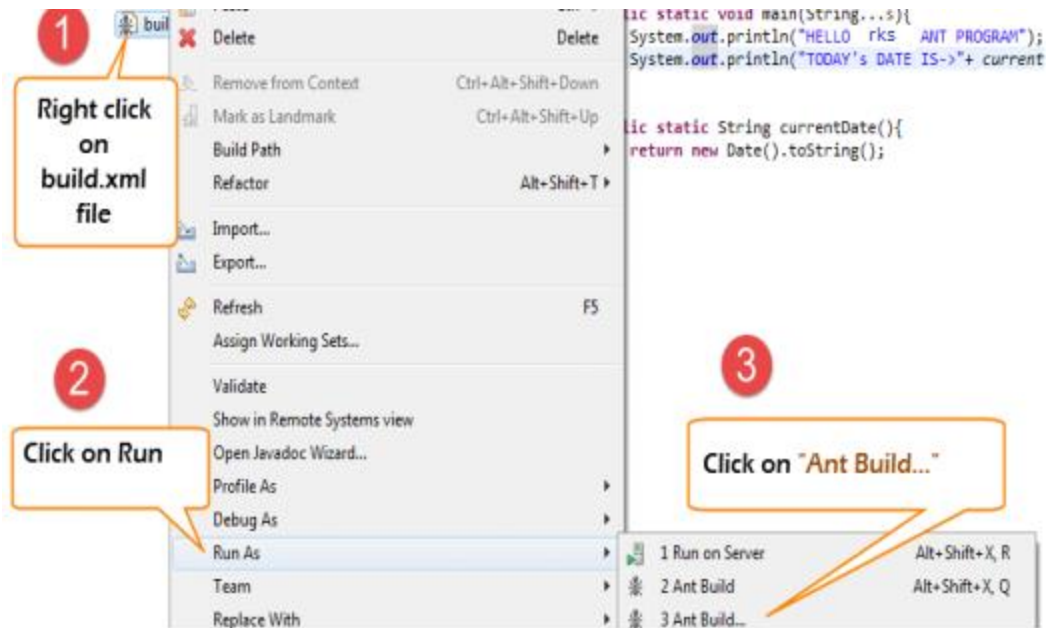 1
buil
Right click
on
build.xml
file
Delete Delete
Remove from Context Ctrl+Alt+Shift+Down
Mark as Landmark Ctrl+Alt+Shift+Up
Build Path
Refactor Alt+Shift+T
Import...
Export...
Refresh F5
Assign Working Sets...
Validate
Show in Remote Systems view
Open Javadoc Wizard...
Profile As
Debug As
Run As
Team
Replace With
2
Click on Run
lic static void main(String...s){
System.out.println("HELLO rks ANT PROGRAM");
System.out.println("TODAY's DATE IS->"+ current
lic static String currentDate(){
return new Date().toString();
3
Click on "Ant Build..."
1 Run on Server Alt+Shift+X, R
2 Ant Build Alt+Shift+X, Q
3 Ant Build...